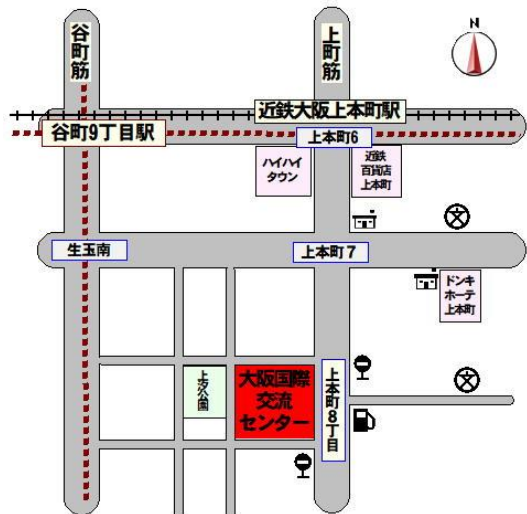 谷町筋
上町筋
N
近鉄大阪上本町駅
谷町9丁目駅
上本町6
ハイハイ
タウン
近鉄
百貨店
上本町
生玉南
上本町7
ドンキ
ホーテ
上本町
上汐公園
大阪国際
交流
センター
上本町8丁目